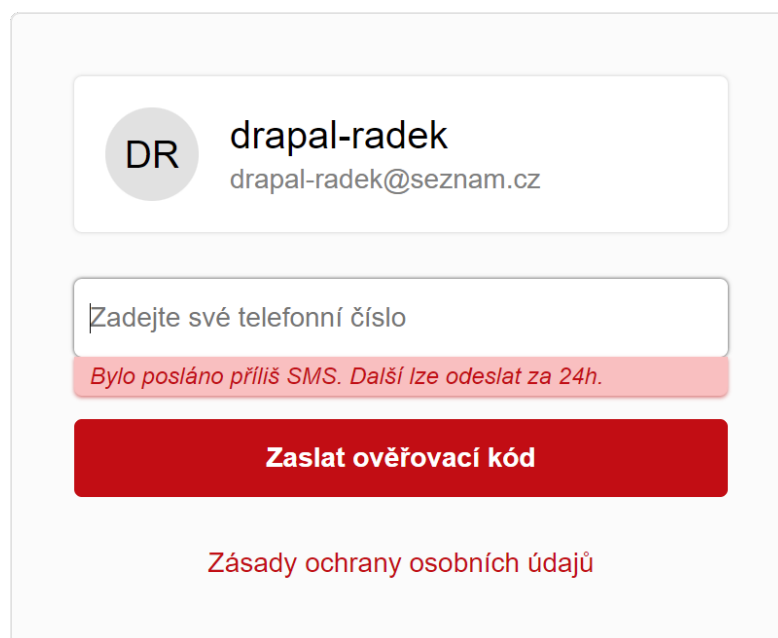 DR
drapal-radek
drapal-radek@seznam.cz
Zadejte své telefonní číslo
Bylo posláno příliš SMS. Další lze odeslat za 24h.
Zaslat ověřovací kód
Zásady ochrany osobních údajů